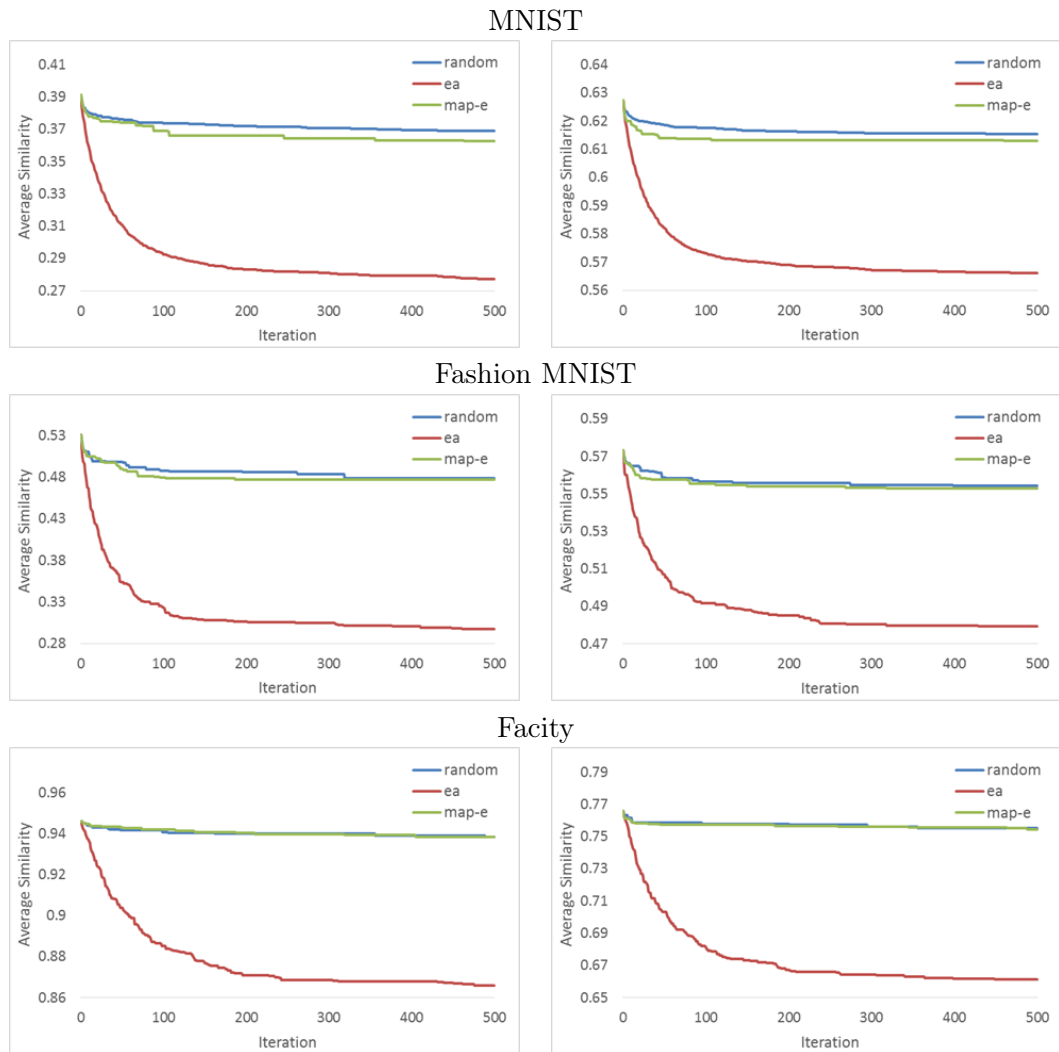 MNIST
Average Similarity
0.41
0.39
0.37
0.35
0.33
0.31
0.29
0.27
0 100 200 300 400 500
Iteration
random
ea
map-e
Average Similarity
0.64
0.63
0.62
0.61
0.6
0.59
0.58
0.57
0.56
0 100 200 300 400 500
Iteration
random
ea
map-e
Fashion MNIST
Average Similarity
0.53
0.48
0.43
0.38
0.33
0.28
0 100 200 300 400 500
Iteration
random
ea
map-e
Average Similarity
0.59
0.57
0.55
0.53
0.51
0.49
0.47
0 100 200 300 400 500
Iteration
random
ea
map-e
Facity
Average Similarity
0.96
0.94
0.92
0.9
0.88
0.86
0 100 200 300 400 500
Iteration
random
ea
map-e
Average Similarity
0.79
0.77
0.75
0.73
0.71
0.69
0.67
0.65
0 100 200 300 400 500
Iteration
random
ea
map-e